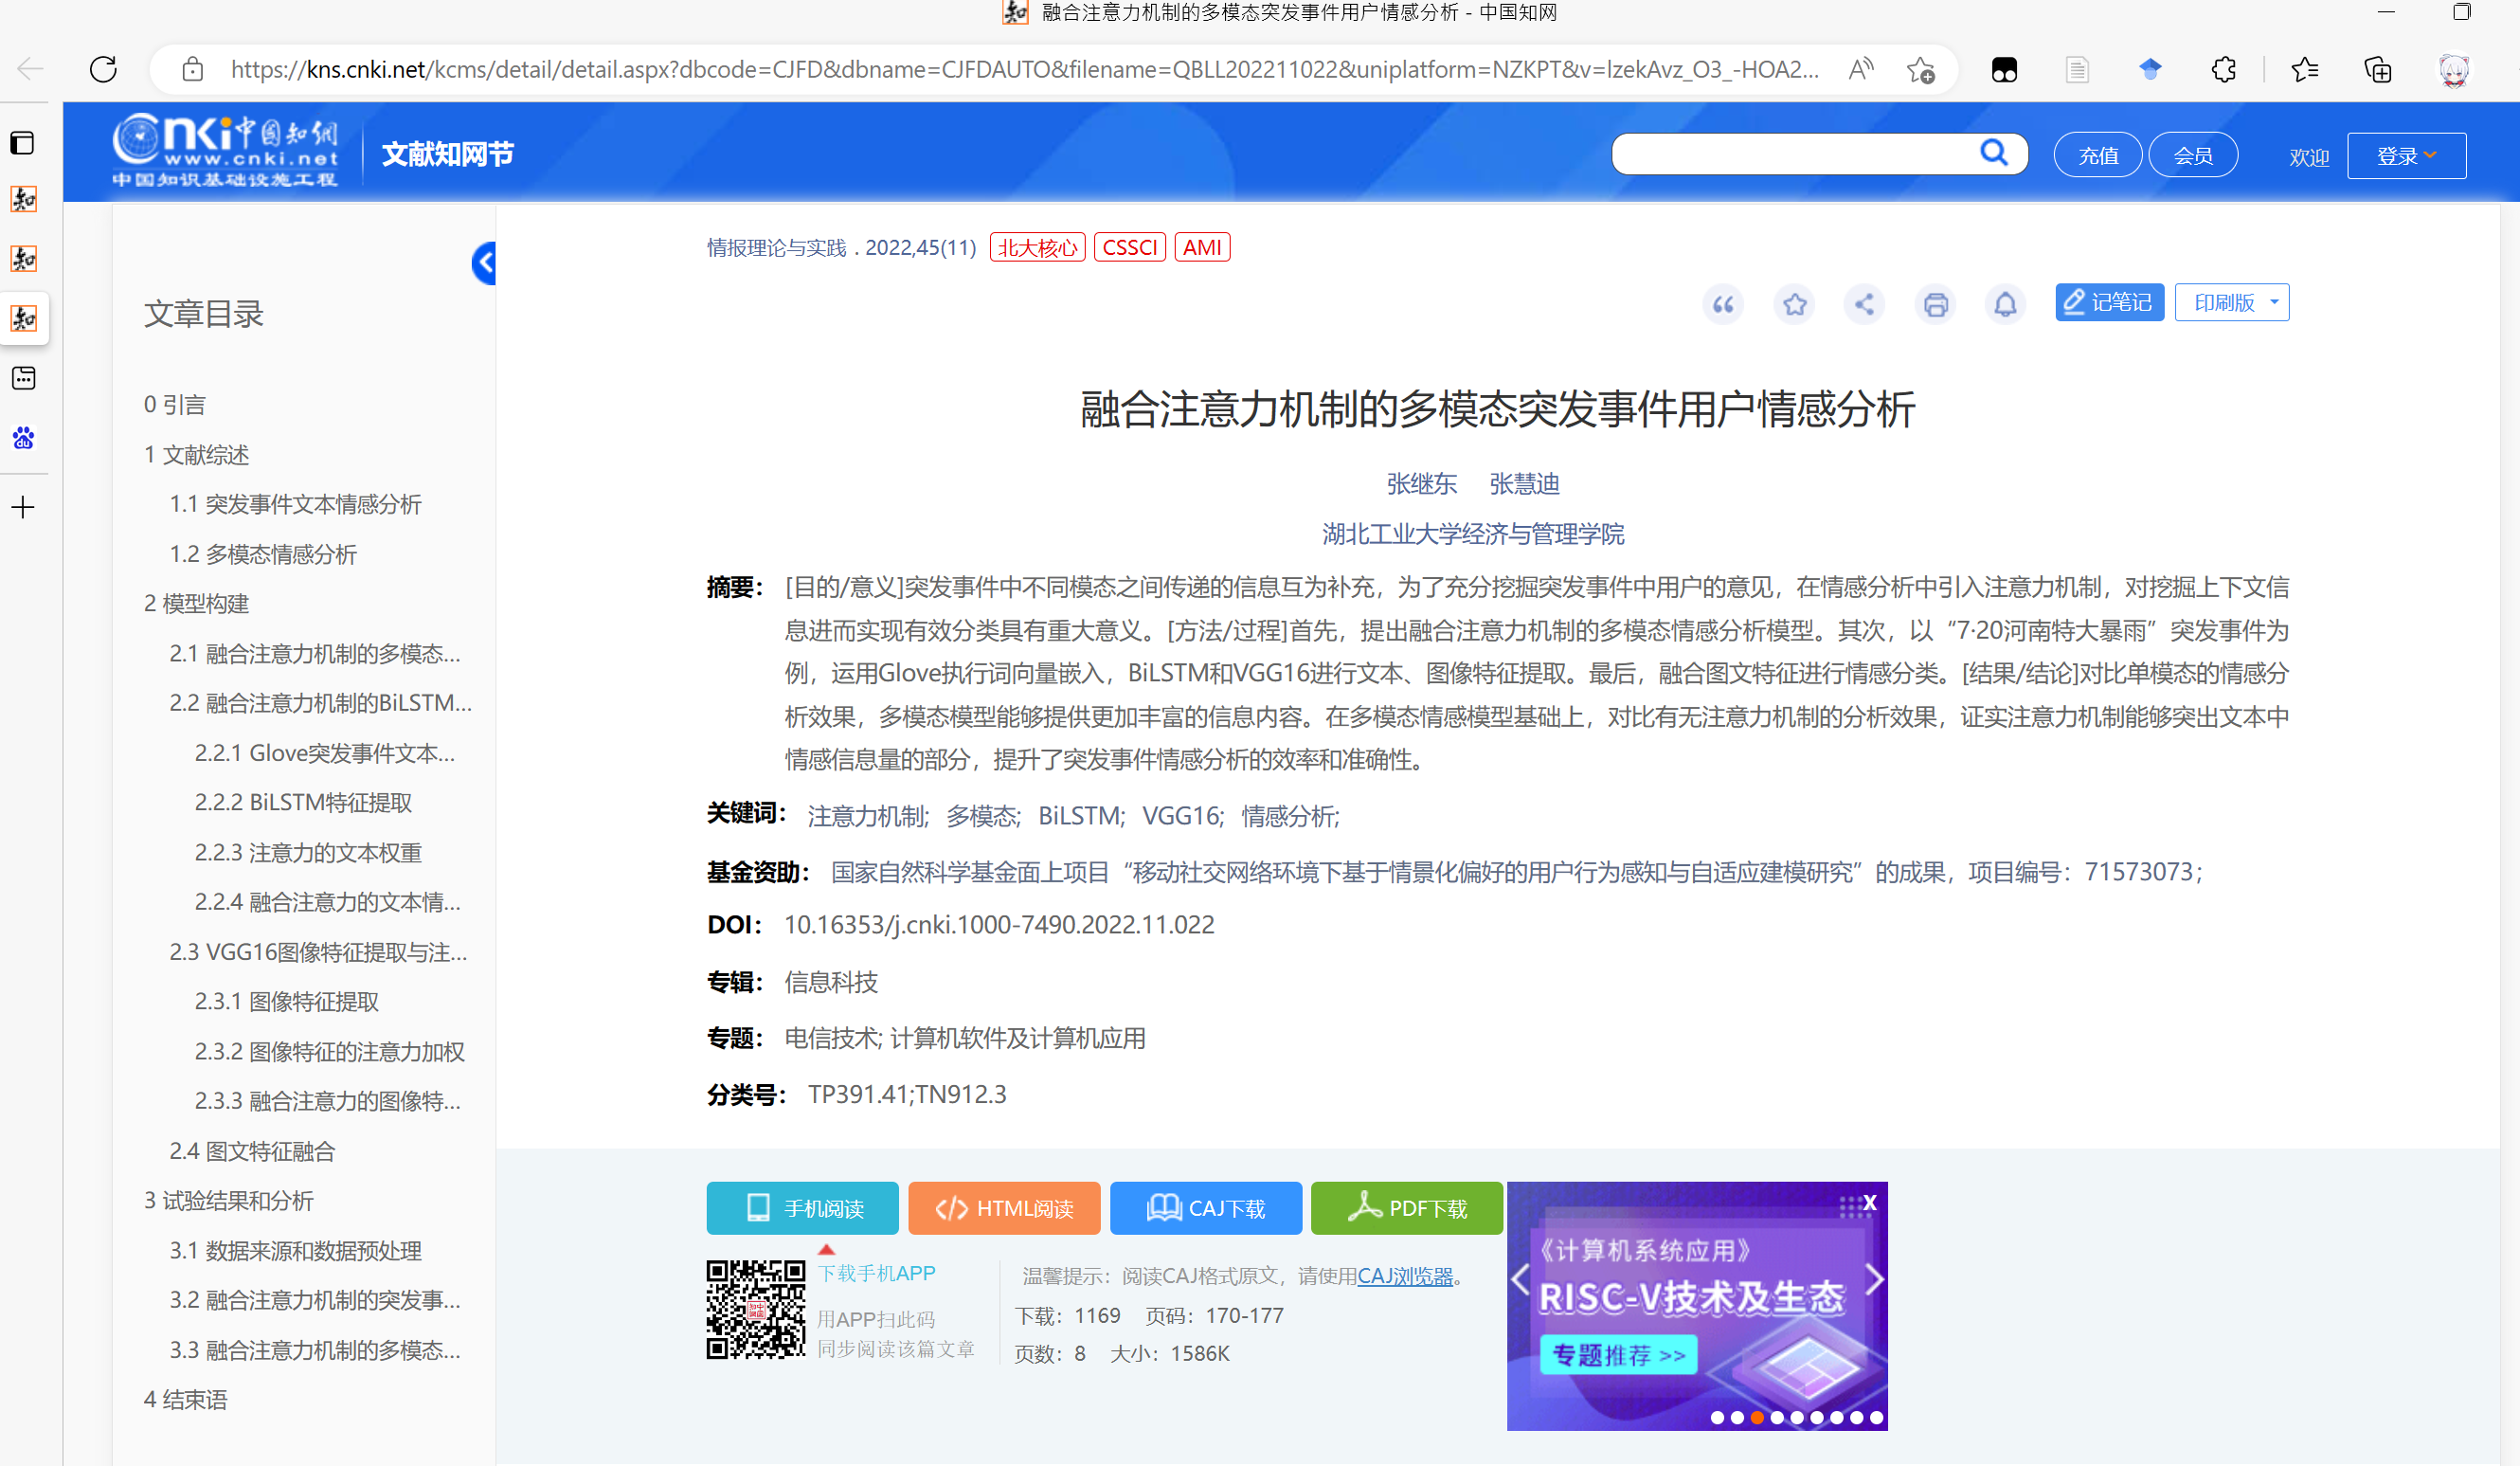 融合注意力机制的多模态突发事件用户情感分析 - 中国知网
https://kns.cnki.net/kcms/detail/detail.aspx?dbcode=CJFD&dbname=CJFDAUTO&filename=QBLL202211022&uniplatform=NZKPT&v=lzekAvz_O3_-HOA2...
Cnki中国知网
www.cnki.net
中国知识基础设施工程
文献知网节
充值
会员
欢迎
登录
文章目录
0 引言
1 文献综述
1.1 突发事件文本情感分析
1.2 多模态情感分析
2 模型构建
2.1 融合注意力机制的多模态...
2.2 融合注意力机制的BiLSTM...
2.2.1 Glove突发事件文本...
2.2.2 BiLSTM特征提取
2.2.3 注意力的文本权重
2.2.4 融合注意力的文本情...
2.3 VGG16图像特征提取与注...
2.3.1 图像特征提取
2.3.2 图像特征的注意力加权
2.3.3 融合注意力的图像特...
2.4 图文特征融合
3 试验结果和分析
3.1 数据来源和数据预处理
3.2 融合注意力机制的突发事...
3.3 融合注意力机制的多模态...
4 结束语
情报理论与实践 . 2022,45(11) 北大核心 CSSCI AMI
记笔记
印刷版
融合注意力机制的多模态突发事件用户情感分析
张继东 张慧迪
湖北工业大学经济与管理学院
摘要： [目的/意义]突发事件中不同模态之间传递的信息互为补充，为了充分挖掘突发事件中用户的意见，在情感分析中引入注意力机制，对挖掘上下文信
息进而实现有效分类具有重大意义。[方法/过程]首先，提出融合注意力机制的多模态情感分析模型。其次，以“7·20河南特大暴雨”突发事件为
例，运用Glove执行词向量嵌入，BiLSTM和VGG16进行文本、图像特征提取。最后，融合图文特征进行情感分类。[结果/结论]对比单模态的情感分
析效果，多模态模型能够提供更加丰富的信息内容。在多模态情感模型基础上，对比有无注意力机制的分析效果，证实注意力机制能够突出文本中
情感信息量的部分，提升了突发事件情感分析的效率和准确性。
关键词： 注意力机制; 多模态; BiLSTM; VGG16; 情感分析;
基金资助： 国家自然科学基金面上项目“移动社交网络环境下基于情景化偏好的用户行为感知与自适应建模研究”的成果，项目编号：71573073；
DOI： 10.16353/j.cnki.1000-7490.2022.11.022
专辑： 信息科技
专题： 电信技术; 计算机软件及计算机应用
分类号： TP391.41;TN912.3
手机阅读
HTML阅读
CAJ下载
PDF下载
下载手机APP
用APP扫此码
同步阅读该篇文章
温馨提示：阅读CAJ格式原文，请使用CAJ浏览器。
下载：1169 页码：170-177
页数：8 大小：1586K
X
《计算机系统应用》
RISC-V技术及生态
专题推荐 >>